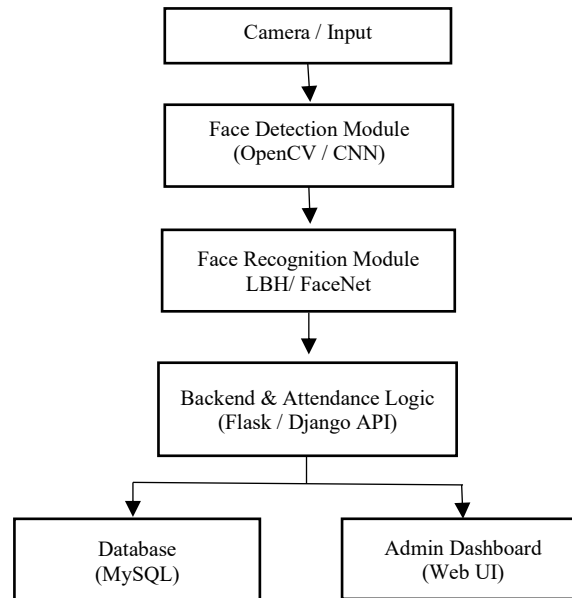 Camera / Input
Face Detection Module
(OpenCV / CNN)
Face Recognition Module
LBH/ FaceNet
Backend & Attendance Logic
(Flask / Django API)
Database
(MySQL)
Admin Dashboard
(Web UI)